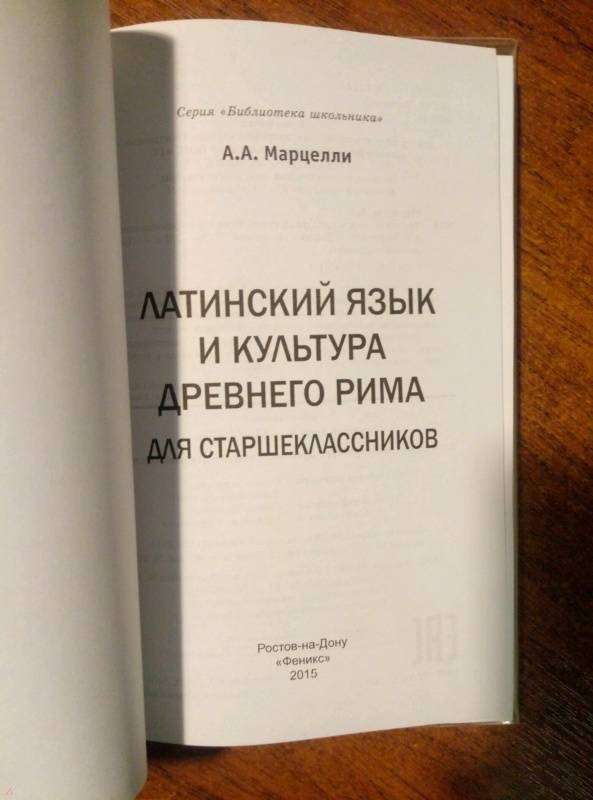 Серия «Библиотека школьника»
А.А. Марцелли
ЛАТИНСКИЙ ЯЗЫК
И КУЛЬТУРА
ДРЕВНЕГО РИМА
ДЛЯ СТАРШЕКЛАССНИКОВ
Ростов-на-Дону
«Феникс»
2015